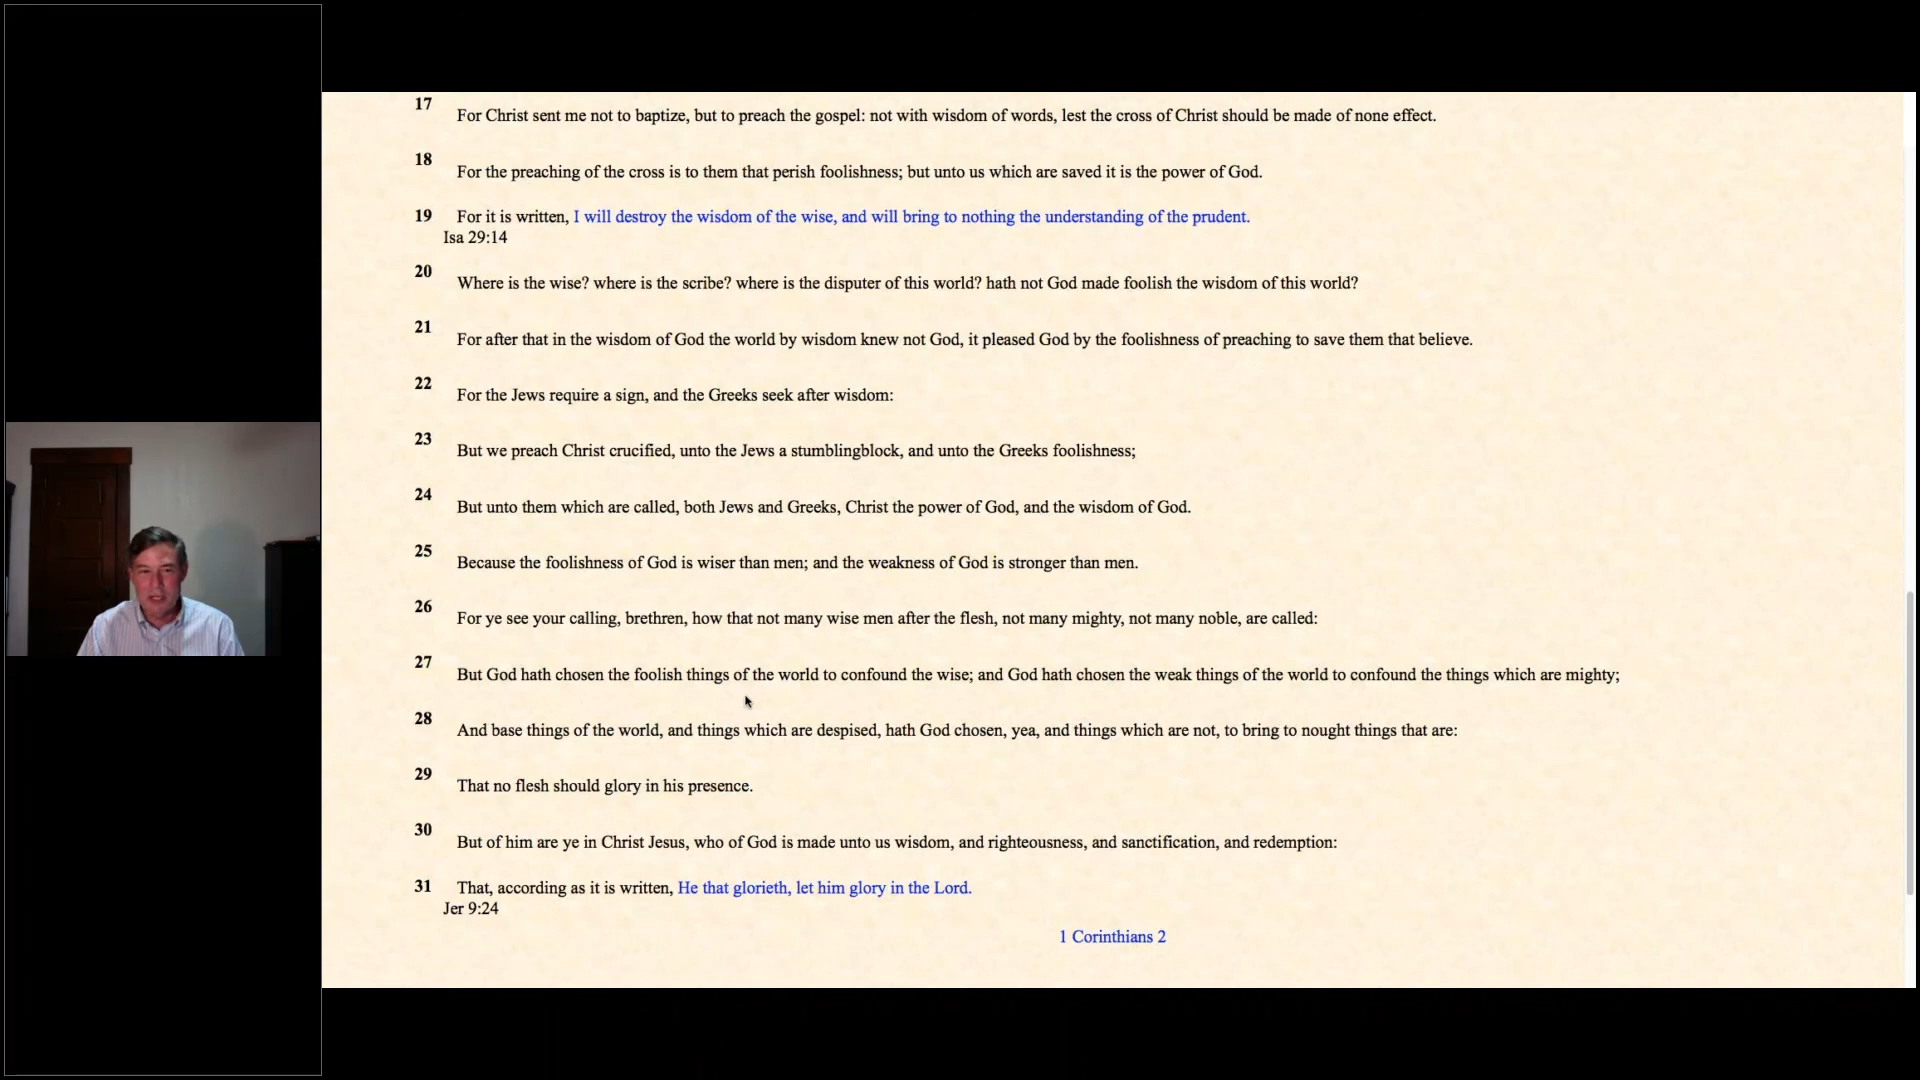 17 For Christ sent me not to baptize, but to preach the gospel: not with wisdom of words, lest the cross of Christ should be made of none effect.
18 For the preaching of the cross is to them that perish foolishness; but unto us which are saved it is the power of God.
19 For it is written, I will destroy the wisdom of the wise, and will bring to nothing the understanding of the prudent.
Isa 29:14
20 Where is the wise? where is the scribe? where is the disputer of this world? hath not God made foolish the wisdom of this world?
21 For after that in the wisdom of God the world by wisdom knew not God, it pleased God by the foolishness of preaching to save them that believe.
22 For the Jews require a sign, and the Greeks seek after wisdom:
23 But we preach Christ crucified, unto the Jews a stumblingblock, and unto the Greeks foolishness;
24 But unto them which are called, both Jews and Greeks, Christ the power of God, and the wisdom of God.
25 Because the foolishness of God is wiser than men; and the weakness of God is stronger than men.
26 For ye see your calling, brethren, how that not many wise men after the flesh, not many mighty, not many noble, are called:
27 But God hath chosen the foolish things of the world to confound the wise; and God hath chosen the weak things of the world to confound the things which are mighty;
28 And base things of the world, and things which are despised, hath God chosen, yea, and things which are not, to bring to nought things that are:
29 That no flesh should glory in his presence.
30 But of him are ye in Christ Jesus, who of God is made unto us wisdom, and righteousness, and sanctification, and redemption:
31 That, according as it is written, He that glorieth, let him glory in the Lord.
Jer 9:24
1 Corinthians 2